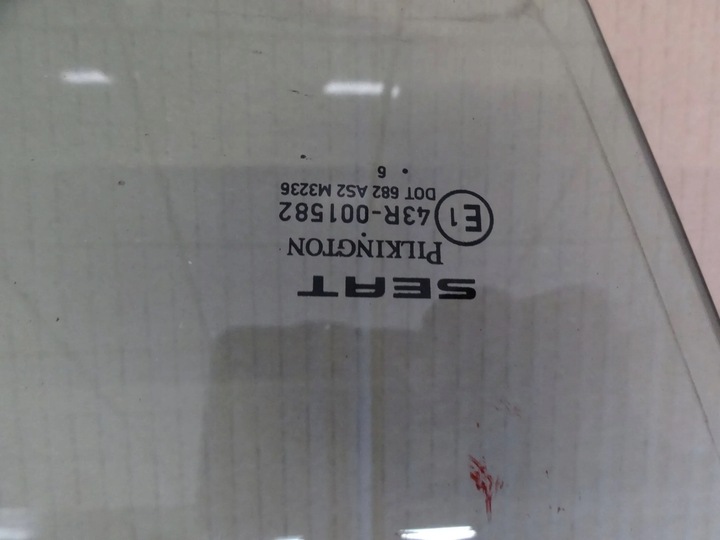 SEAT
PILKINGTON
E1 43R-001582
DOT 682 AS2 M3236
. 6